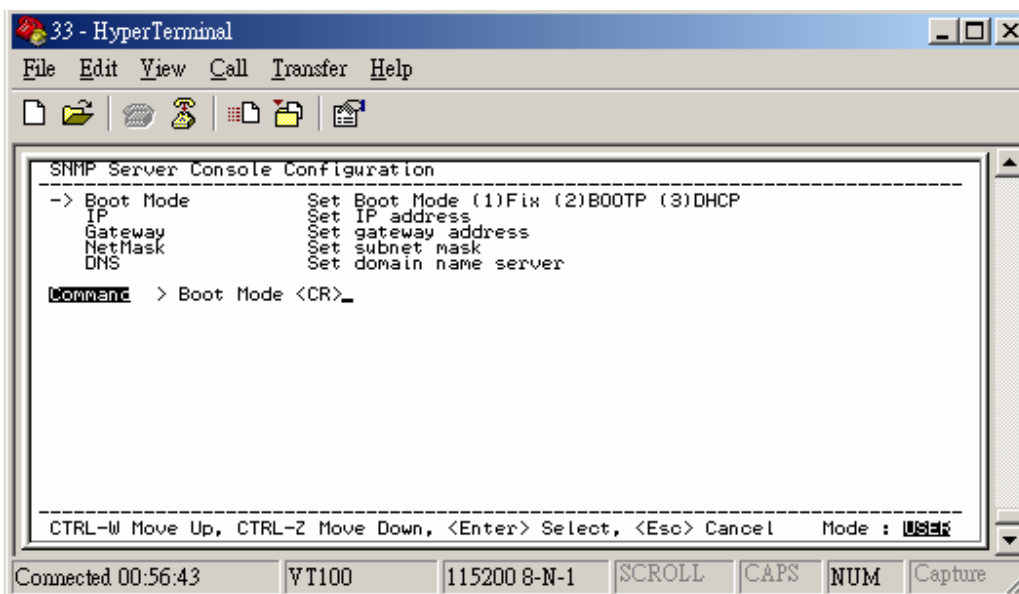 33 - HyperTerminal
File Edit View Call Transfer Help
SNMP Server Console Configuration
-> Boot Mode Set Boot Mode (1)Fix (2)BOOTP (3)DHCP
IP Set IP address
Gateway Set gateway address
NetMask Set subnet mask
DNS Set domain name server
Command > Boot Mode <CR>_
CTRL-W Move Up, CTRL-Z Move Down, <Enter> Select, <Esc> Cancel Mode : USER
Connected 00:56:43 VT100 115200 8-N-1 SCROLL CAPS NUM Capture